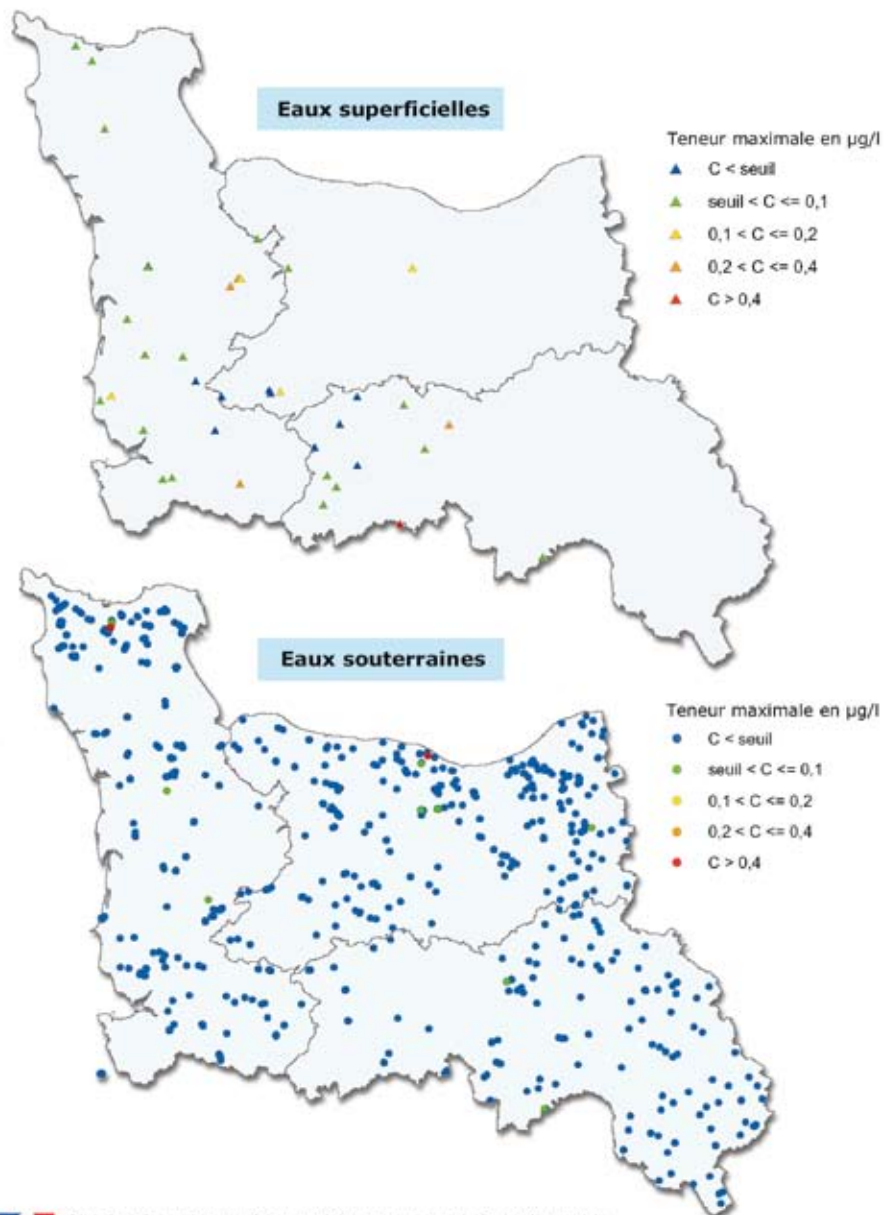 Eaux superficielles
Teneur maximale en µg/l
C < seuil
seuil < C <= 0,1
0,1 < C <= 0,2
0,2 < C <= 0,4
C > 0,4
Eaux souterraines
Teneur maximale en µg/l
C < seuil
seuil < C <= 0,1
0,1 < C <= 0,2
0,2 < C <= 0,4
C > 0,4